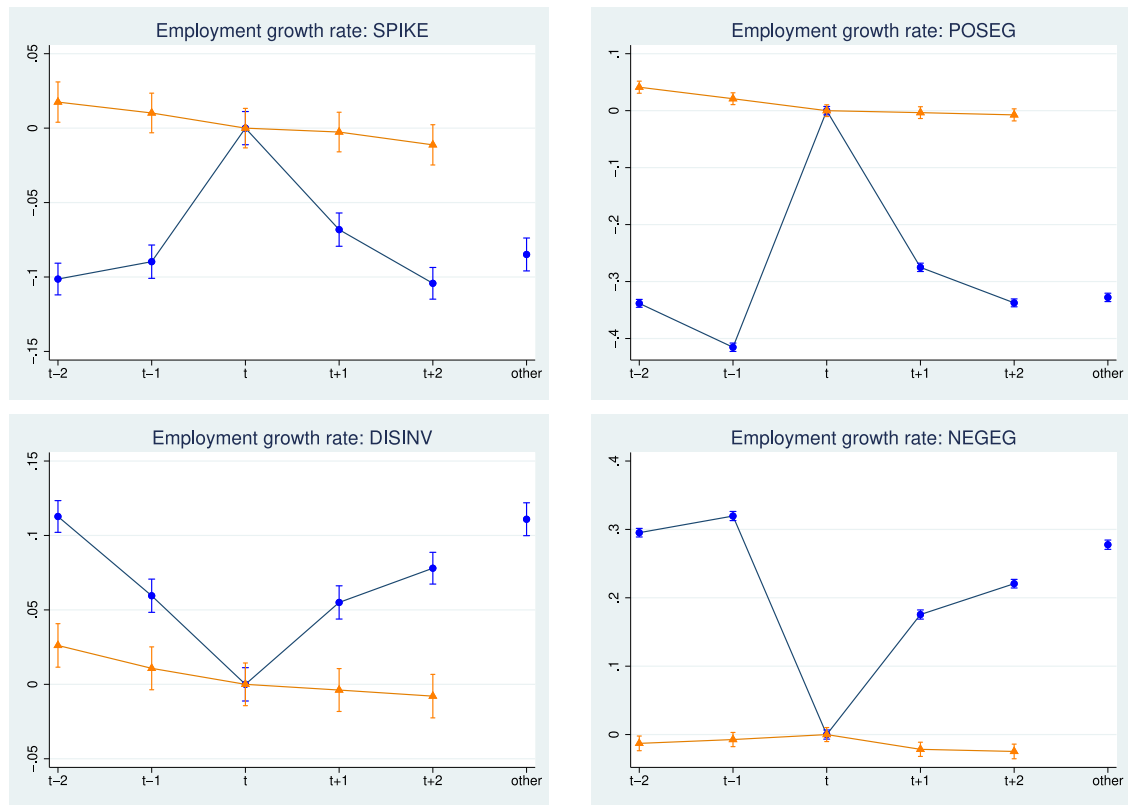 Employment growth rate: SPIKE
.05
0
-.05
-.1
-.15
t-2 t-1 t t+1 t+2 other
Employment growth rate: POSEG
.1
0
-.1
-.2
-.3
-.4
t-2 t-1 t t+1 t+2 other
Employment growth rate: DISINV
.15
.1
.05
0
-.05
t-2 t-1 t t+1 t+2 other
Employment growth rate: NEGEG
.4
.3
.2
.1
0
t-2 t-1 t t+1 t+2 other